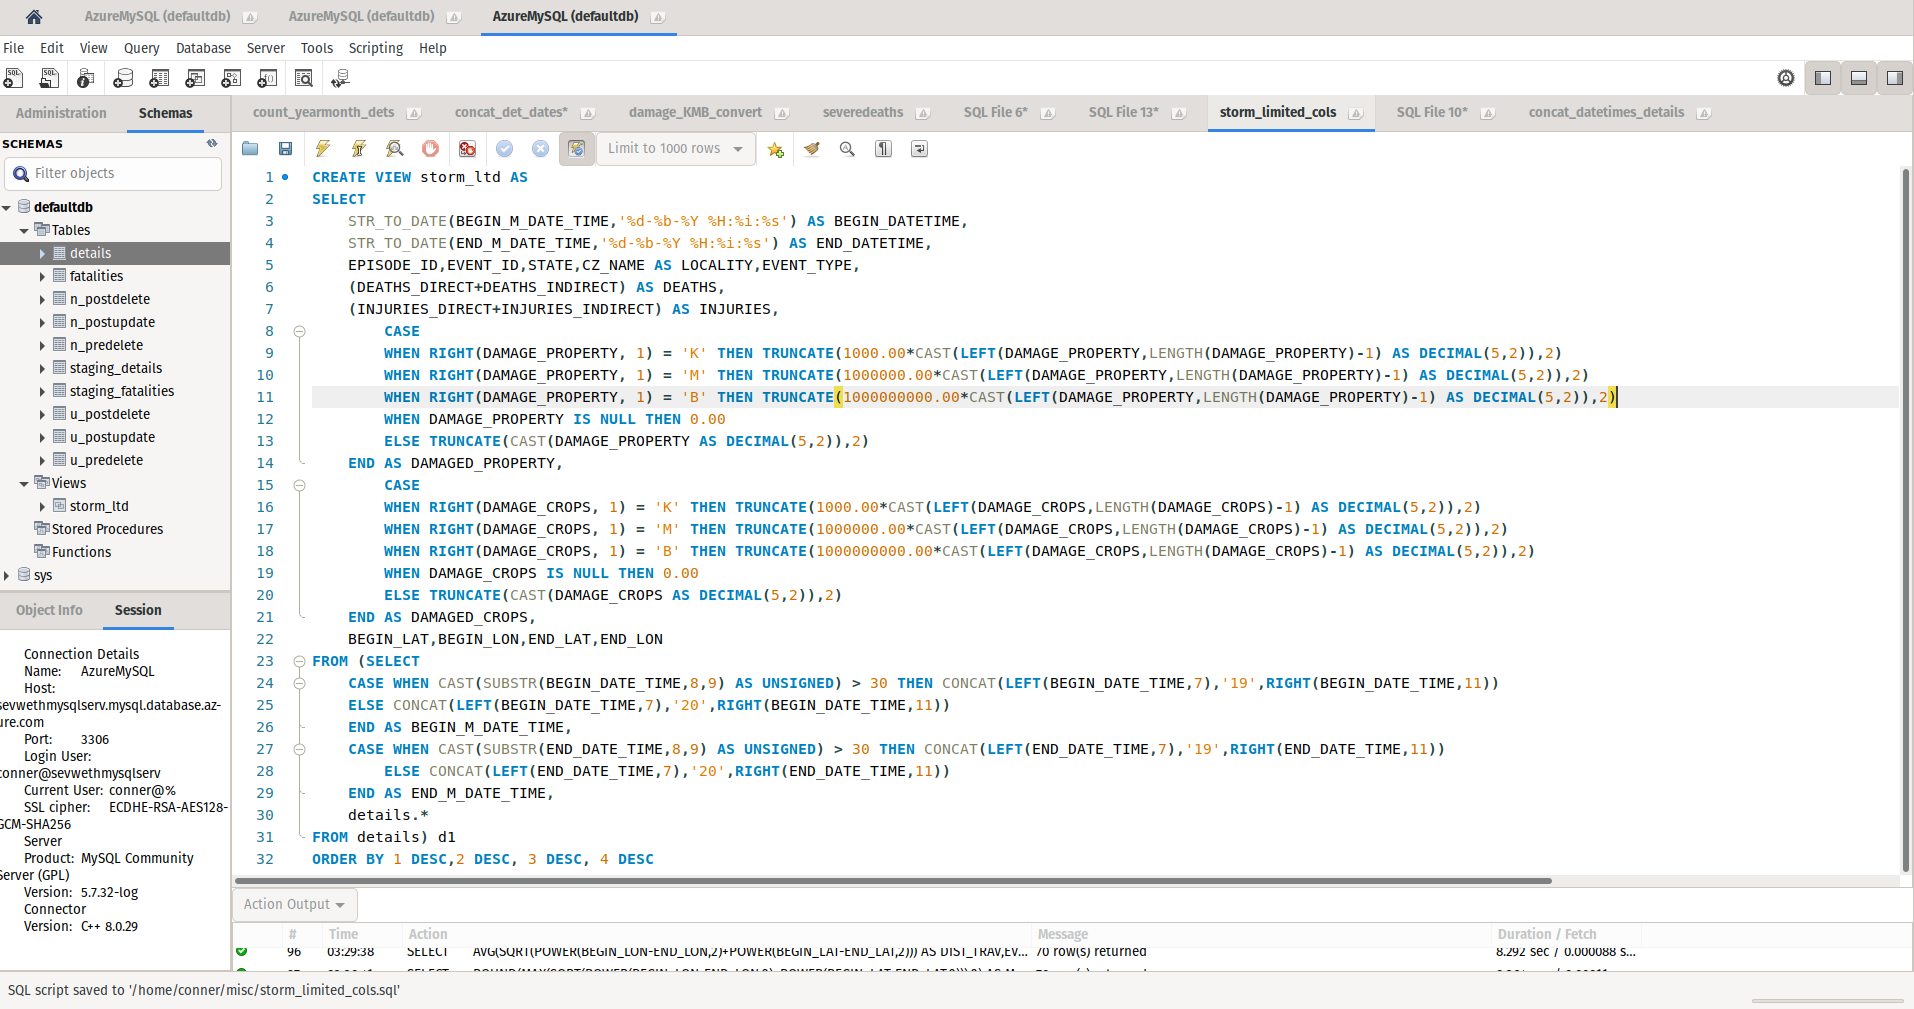 AzureMySQL (defaultdb) AzureMySQL (defaultdb) AzureMySQL (defaultdb)
File Edit View Query Database Server Tools Scripting Help
Administration Schemas
count_yearmonth_dets concat_det_dates* damage_KMB_convert severedeaths SQL File 6* SQL File 13* storm_limited_cols SQL File 10* concat_datetimes_details
SCHEMAS
Filter objects
defaultdb
Tables
details
fatalities
n_postdelete
n_postupdate
n_predelete
staging_details
staging_fatalities
u_postdelete
u_postupdate
u_predelete
Views
storm_ltd
Stored Procedures
Functions
sys
Object Info Session
Connection Details
Name: AzureMySQL
Host:
sevwethmysqlserv.mysql.database.az-
ure.com
Port: 3306
Login User:
conner@sevwethmysqlserv
Current User: conner@%
SSL cipher: ECDHE-RSA-AES128-
GCM-SHA256
Server
Product: MySQL Community
Server (GPL)
Version: 5.7.32-log
Connector
Version: C++ 8.0.29
Limit to 1000 rows
1 CREATE VIEW storm_ltd AS
2 SELECT
3 STR_TO_DATE(BEGIN_M_DATE_TIME,'%d-%b-%Y %H:%i:%s') AS BEGIN_DATETIME,
4 STR_TO_DATE(END_M_DATE_TIME,'%d-%b-%Y %H:%i:%s') AS END_DATETIME,
5 EPISODE_ID,EVENT_ID,STATE,CZ_NAME AS LOCALITY,EVENT_TYPE,
6 (DEATHS_DIRECT+DEATHS_INDIRECT) AS DEATHS,
7 (INJURIES_DIRECT+INJURIES_INDIRECT) AS INJURIES,
8 CASE
9 WHEN RIGHT(DAMAGE_PROPERTY, 1) = 'K' THEN TRUNCATE(1000.00*CAST(LEFT(DAMAGE_PROPERTY,LENGTH(DAMAGE_PROPERTY)-1) AS DECIMAL(5,2)),2)
10 WHEN RIGHT(DAMAGE_PROPERTY, 1) = 'M' THEN TRUNCATE(1000000.00*CAST(LEFT(DAMAGE_PROPERTY,LENGTH(DAMAGE_PROPERTY)-1) AS DECIMAL(5,2)),2)
11 WHEN RIGHT(DAMAGE_PROPERTY, 1) = 'B' THEN TRUNCATE(1000000000.00*CAST(LEFT(DAMAGE_PROPERTY,LENGTH(DAMAGE_PROPERTY)-1) AS DECIMAL(5,2)),2)
12 WHEN DAMAGE_PROPERTY IS NULL THEN 0.00
13 ELSE TRUNCATE(CAST(DAMAGE_PROPERTY AS DECIMAL(5,2)),2)
14 END AS DAMAGED_PROPERTY,
15 CASE
16 WHEN RIGHT(DAMAGE_CROPS, 1) = 'K' THEN TRUNCATE(1000.00*CAST(LEFT(DAMAGE_CROPS,LENGTH(DAMAGE_CROPS)-1) AS DECIMAL(5,2)),2)
17 WHEN RIGHT(DAMAGE_CROPS, 1) = 'M' THEN TRUNCATE(1000000.00*CAST(LEFT(DAMAGE_CROPS,LENGTH(DAMAGE_CROPS)-1) AS DECIMAL(5,2)),2)
18 WHEN RIGHT(DAMAGE_CROPS, 1) = 'B' THEN TRUNCATE(1000000000.00*CAST(LEFT(DAMAGE_CROPS,LENGTH(DAMAGE_CROPS)-1) AS DECIMAL(5,2)),2)
19 WHEN DAMAGE_CROPS IS NULL THEN 0.00
20 ELSE TRUNCATE(CAST(DAMAGE_CROPS AS DECIMAL(5,2)),2)
21 END AS DAMAGED_CROPS,
22 BEGIN_LAT,BEGIN_LON,END_LAT,END_LON
23 FROM (SELECT
24 CASE WHEN CAST(SUBSTR(BEGIN_DATE_TIME,8,9) AS UNSIGNED) > 30 THEN CONCAT(LEFT(BEGIN_DATE_TIME,7),'19',RIGHT(BEGIN_DATE_TIME,11))
25 ELSE CONCAT(LEFT(BEGIN_DATE_TIME,7),'20',RIGHT(BEGIN_DATE_TIME,11))
26 END AS BEGIN_M_DATE_TIME,
27 CASE WHEN CAST(SUBSTR(END_DATE_TIME,8,9) AS UNSIGNED) > 30 THEN CONCAT(LEFT(END_DATE_TIME,7),'19',RIGHT(END_DATE_TIME,11))
28 ELSE CONCAT(LEFT(END_DATE_TIME,7),'20',RIGHT(END_DATE_TIME,11))
29 END AS END_M_DATE_TIME,
30 details.*
31 FROM details) d1
32 ORDER BY 1 DESC,2 DESC, 3 DESC, 4 DESC
Action Output
# Time Action Message Duration / Fetch
96 03:29:38 SELECT AVG(SQRT(POWER(BEGIN_LON-END_LON,2)+POWER(BEGIN_LAT-END_LAT,2))) AS DIST_TRAV,EV... 70 row(s) returned 8.292 sec / 0.000088 s...
SQL script saved to '/home/conner/misc/storm_limited_cols.sql'